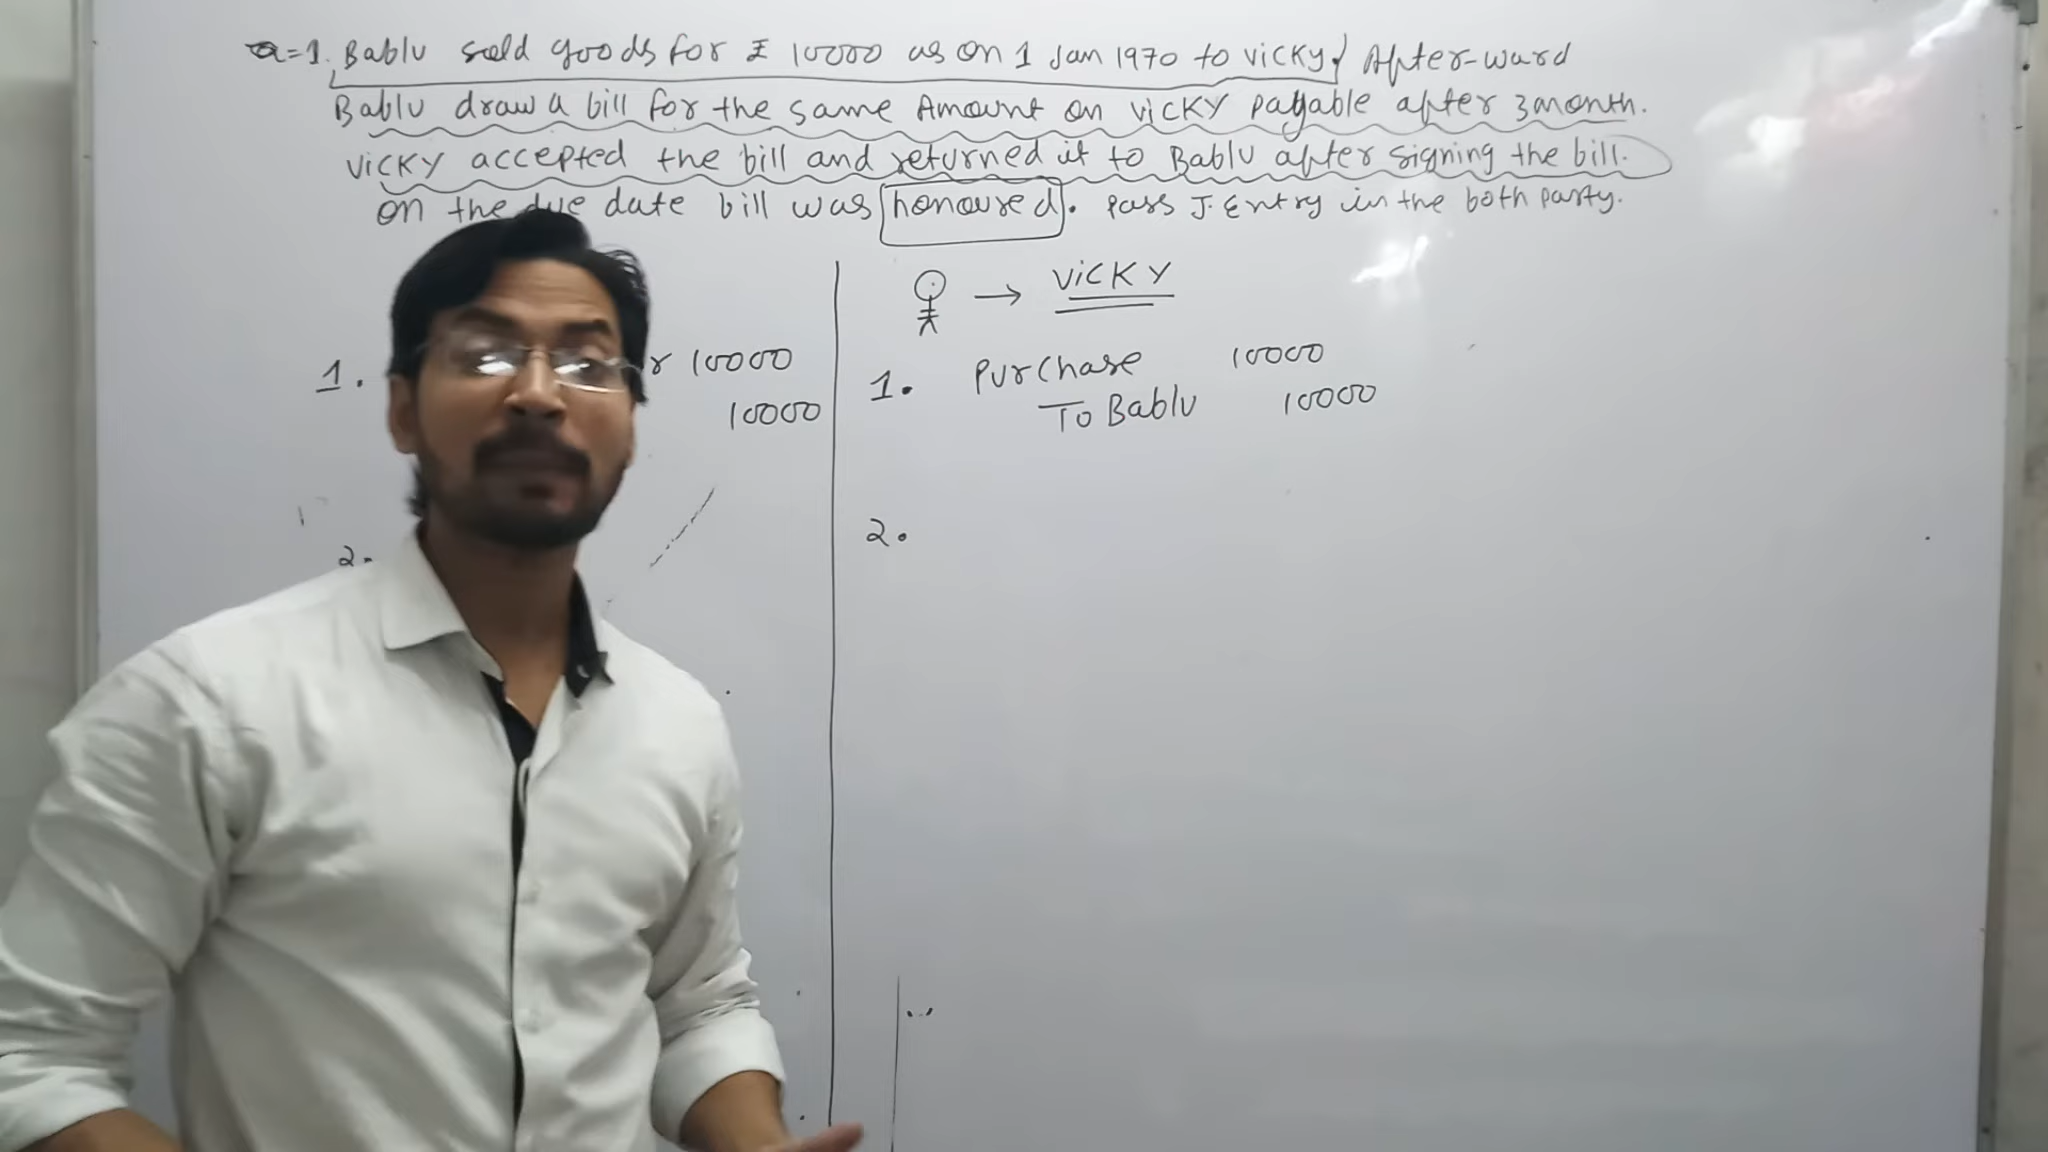 Q=1. Bablu sold goods for ₹ 10000 as on 1 Jan 1970 to vicky. After-ward
Bablu draw a bill for the same Amount on vicky payable after 3 month.
vicky accepted the bill and returned it to Bablu after signing the bill.
on the due date bill was honoured. Pass J. Entry in the both party.
→ VICKY
1. r 10000
10000
2.
1. Purchase 10000
To Bablu 10000
2.